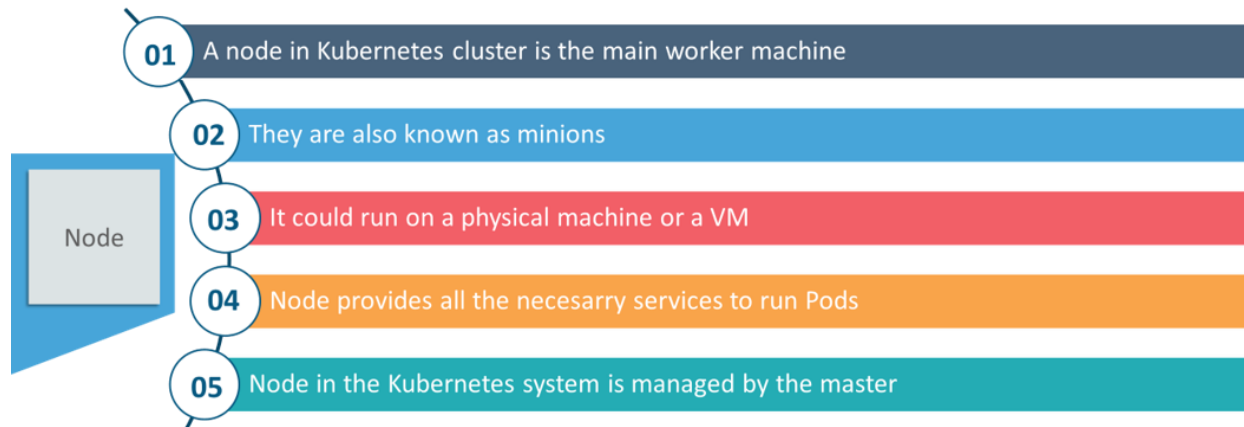 01 A node in Kubernetes cluster is the main worker machine
02 They are also known as minions
Node
03 It could run on a physical machine or a VM
04 Node provides all the necesarry services to run Pods
05 Node in the Kubernetes system is managed by the master